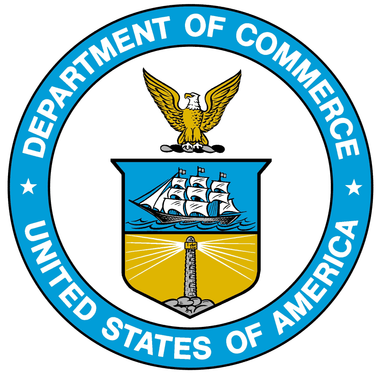 DEPARTMENT OF COMMERCE
UNITED STATES OF AMERICA